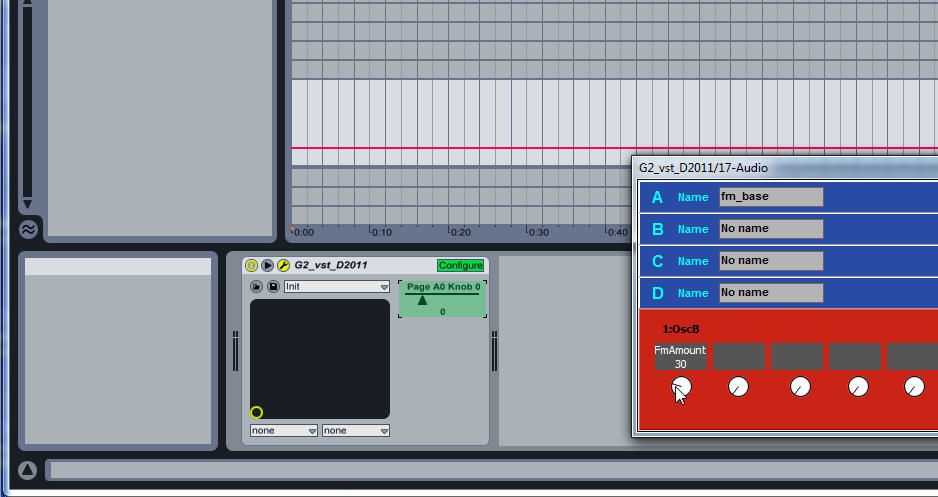 0:00 0:10 0:20 0:30 0:40
G2_vst_D2011 Configure
Init
Page A0 Knob 0
0
none none
G2_vst_D2011/17-Audio
A Name fm_base
B Name No name
C Name No name
D Name No name
1:OscB
FmAmount
30